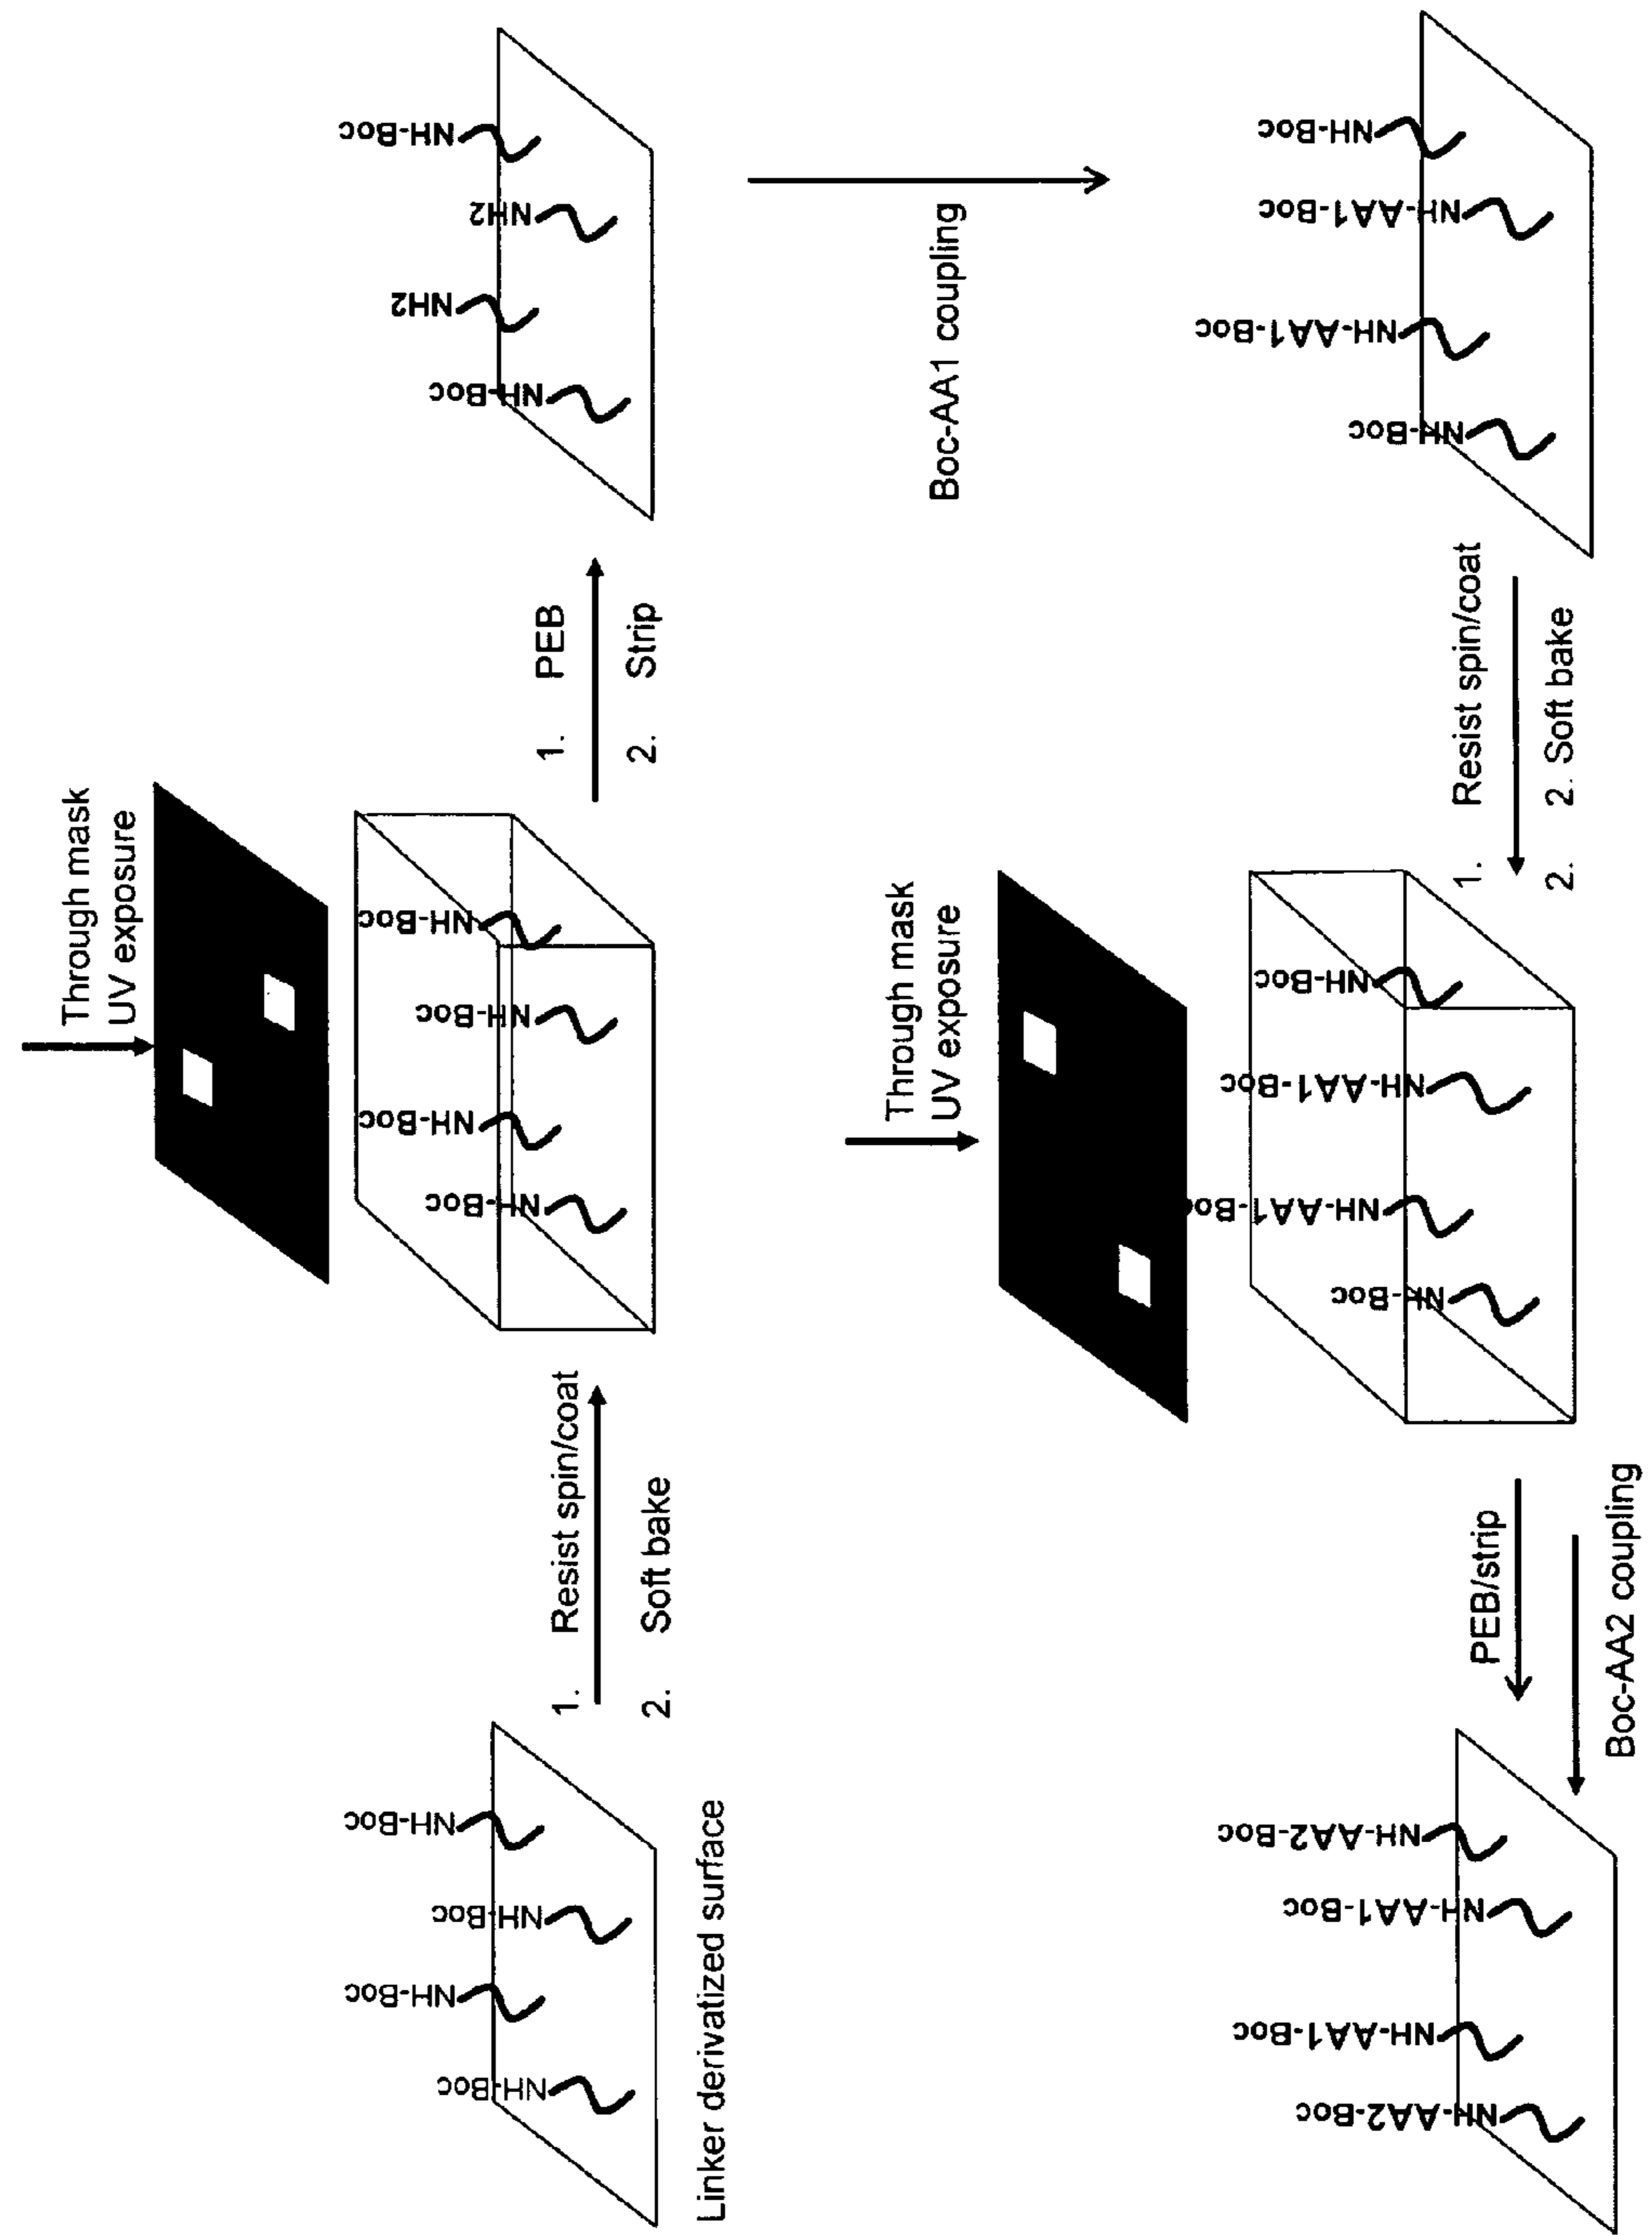 NH-Boc
NH-Boc
NH-Boc
NH-Boc
Linker derivatized surface
1. Resist spin/coat
2. Soft bake
Through mask
UV exposure
NH-Boc
NH-Boc
NH-Boc
NH-Boc
1. PEB
2. Strip
NH-Boc
NH2
NH2
NH-Boc
Boc-AA1 coupling
NH-Boc
NH-AA1-Boc
NH-AA1-Boc
NH-Boc
1. Resist spin/coat
2. 2. Soft bake
Through mask
UV exposure
NH-Boc
NH-AA1-Boc
NH-AA1-Boc
NH-Boc
PEB/strip
Boc-AA2 coupling
NH-AA2-Boc
NH-AA1-Boc
NH-AA1-Boc
NH-AA2-Boc